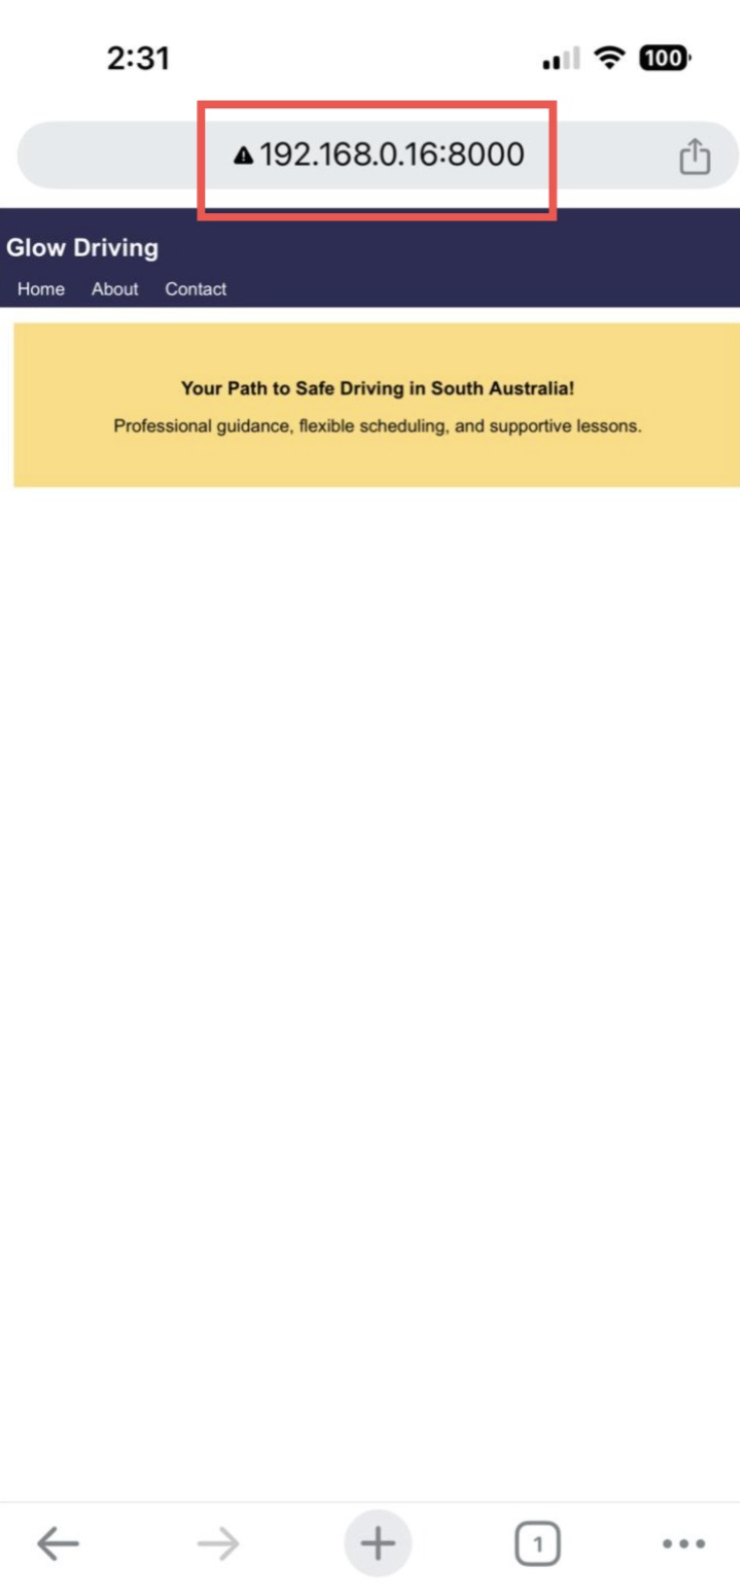 2:31
100
192.168.0.16:8000
Glow Driving
Home About Contact
Your Path to Safe Driving in South Australia!
Professional guidance, flexible scheduling, and supportive lessons.
1